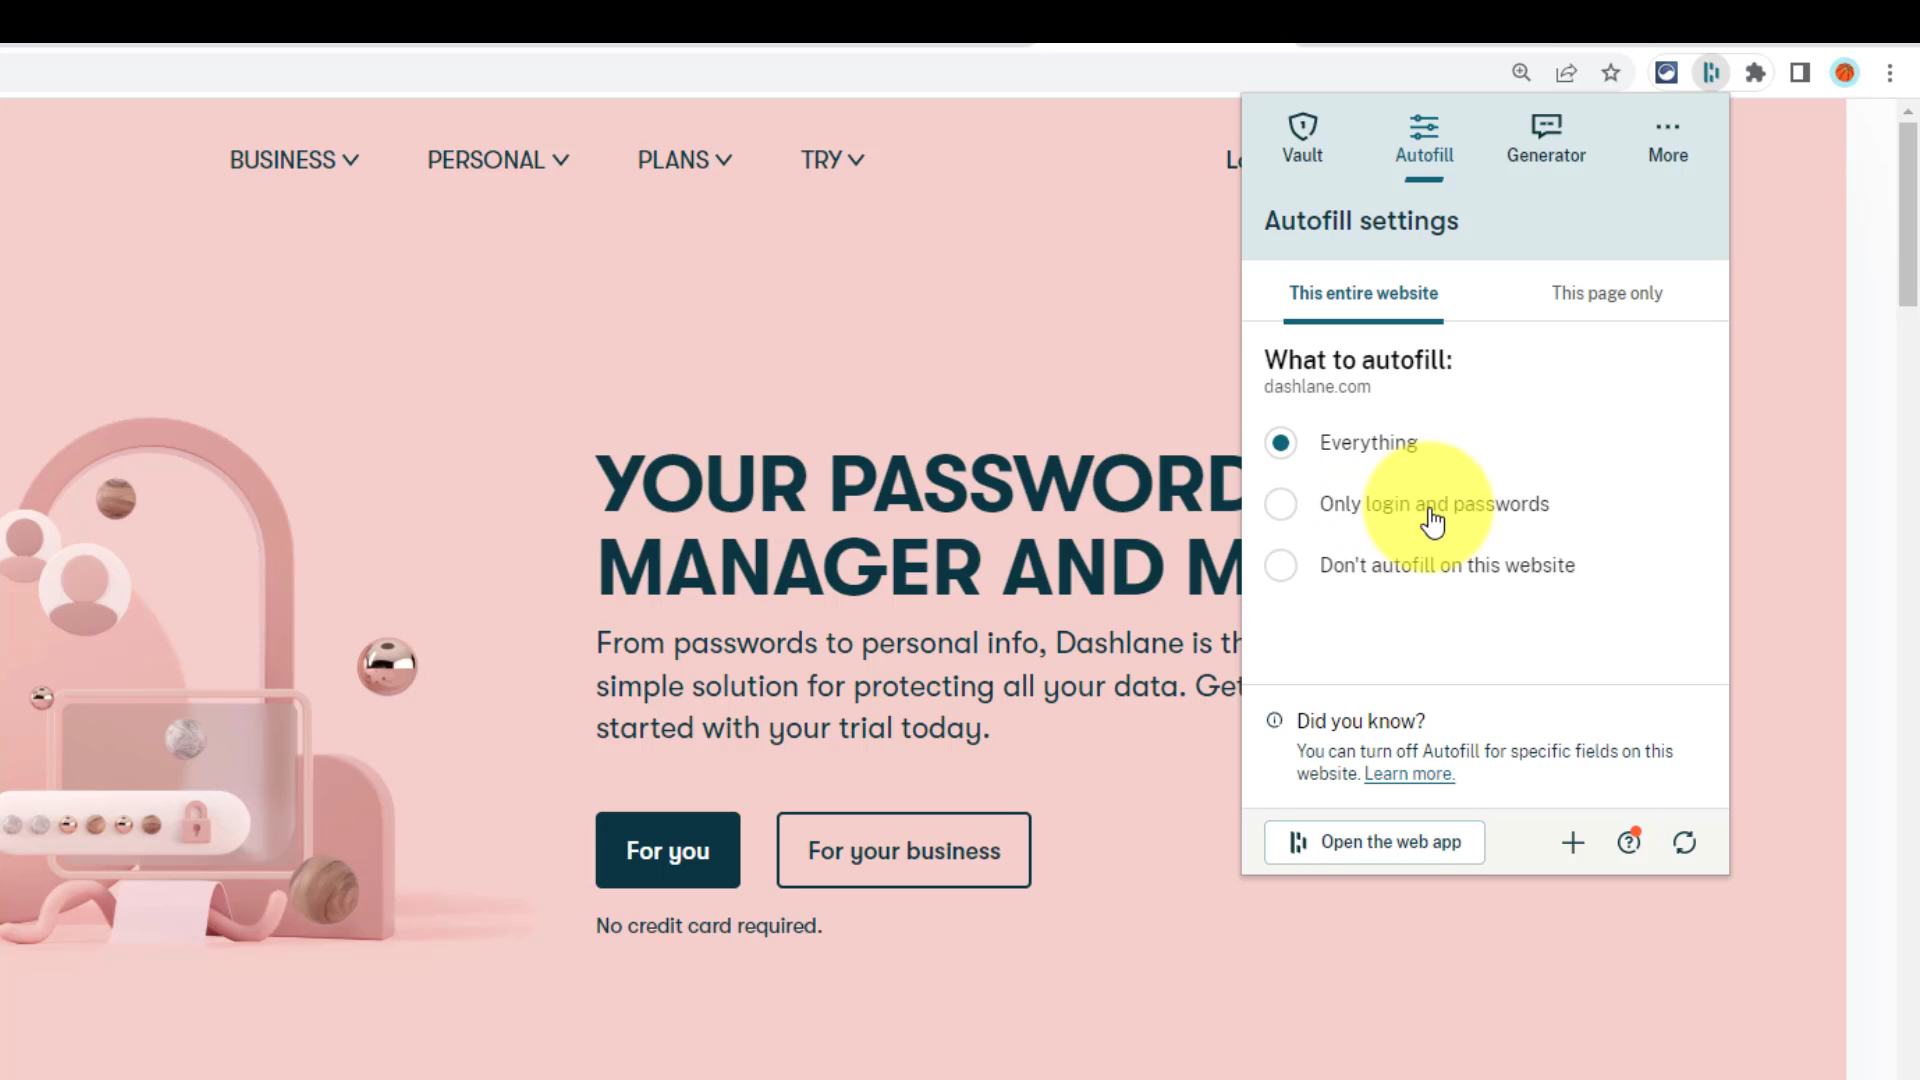 BUSINESS
PERSONAL
PLANS
TRY
Vault
Autofill
Generator
More
Autofill settings
This entire website
This page only
What to autofill:
dashlane.com
Everything
Only login and passwords
Don't autofill on this website
Did you know?
You can turn off Autofill for specific fields on this
website. Learn more.
Open the web app
YOUR PASSWORD
MANAGER AND M
From passwords to personal info, Dashlane is th
simple solution for protecting all your data. Get
started with your trial today.
For you
For your business
No credit card required.